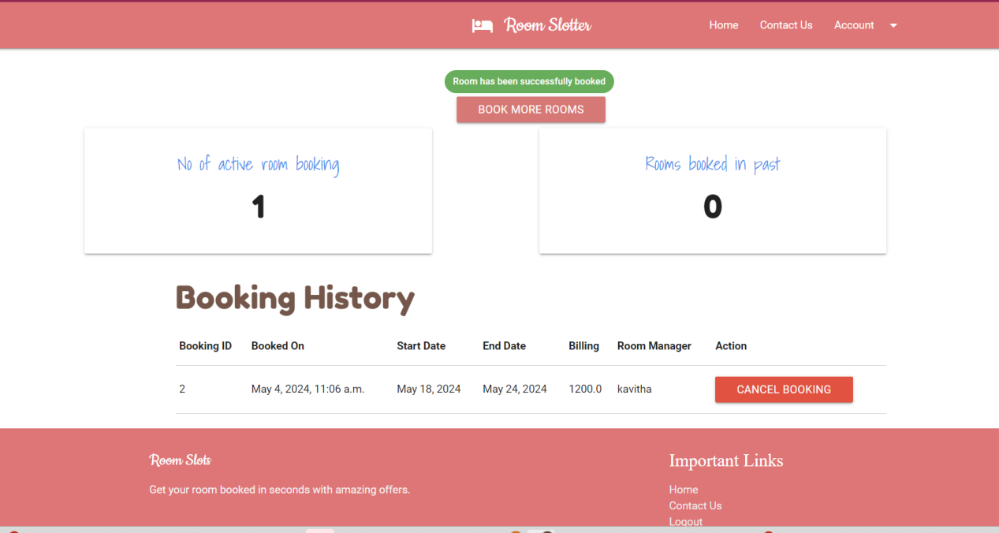 Room Slotter Home Contact Us Account
Room has been successfully booked
BOOK MORE ROOMS
No of active room booking
1
Rooms booked in past
0
Booking History
Booking ID Booked On Start Date End Date Billing Room Manager Action
2 May 4, 2024, 11:06 a.m. May 18, 2024 May 24, 2024 1200.0 kavitha CANCEL BOOKING
Room Slots
Get your room booked in seconds with amazing offers.
Important Links
Home
Contact Us
Logout